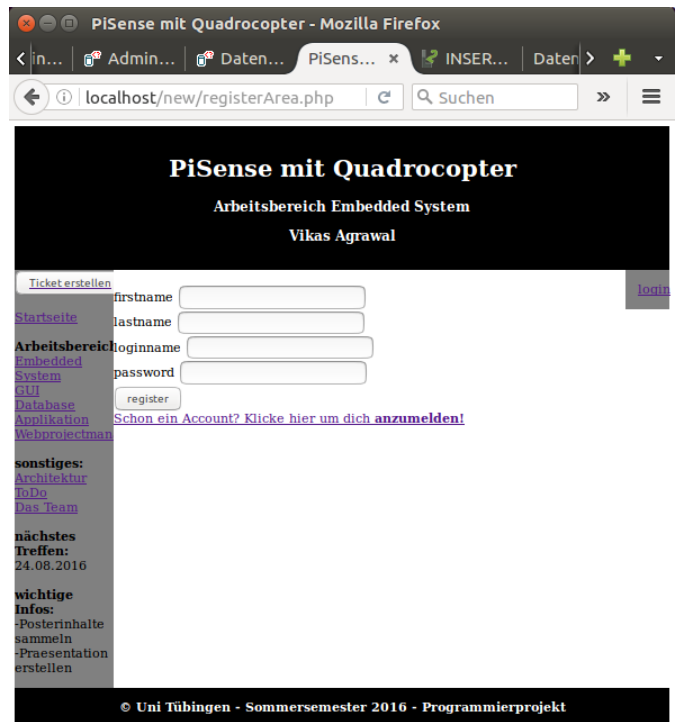 PiSense mit Quadrocopter - Mozilla Firefox
in... Admin... Daten... PiSens... INSER... Daten
localhost/new/registerArea.php Suchen
PiSense mit Quadrocopter
Arbeitsbereich Embedded System
Vikas Agrawal
Ticket erstellen
Startseite
Arbeitsbereich
Embedded
System
GUI
Database
Applikation
Webprojectman
sonstiges:
Architektur
ToDo
Das Team
nächstes
Treffen:
24.08.2016
wichtige
Infos:
-Posterinhalte
sammeln
-Praesentation
erstellen
firstname
lastname
loginname
password
register
Schon ein Account? Klicke hier um dich anzumelden!
login
© Uni Tübingen - Sommersemester 2016 - Programmierprojekt